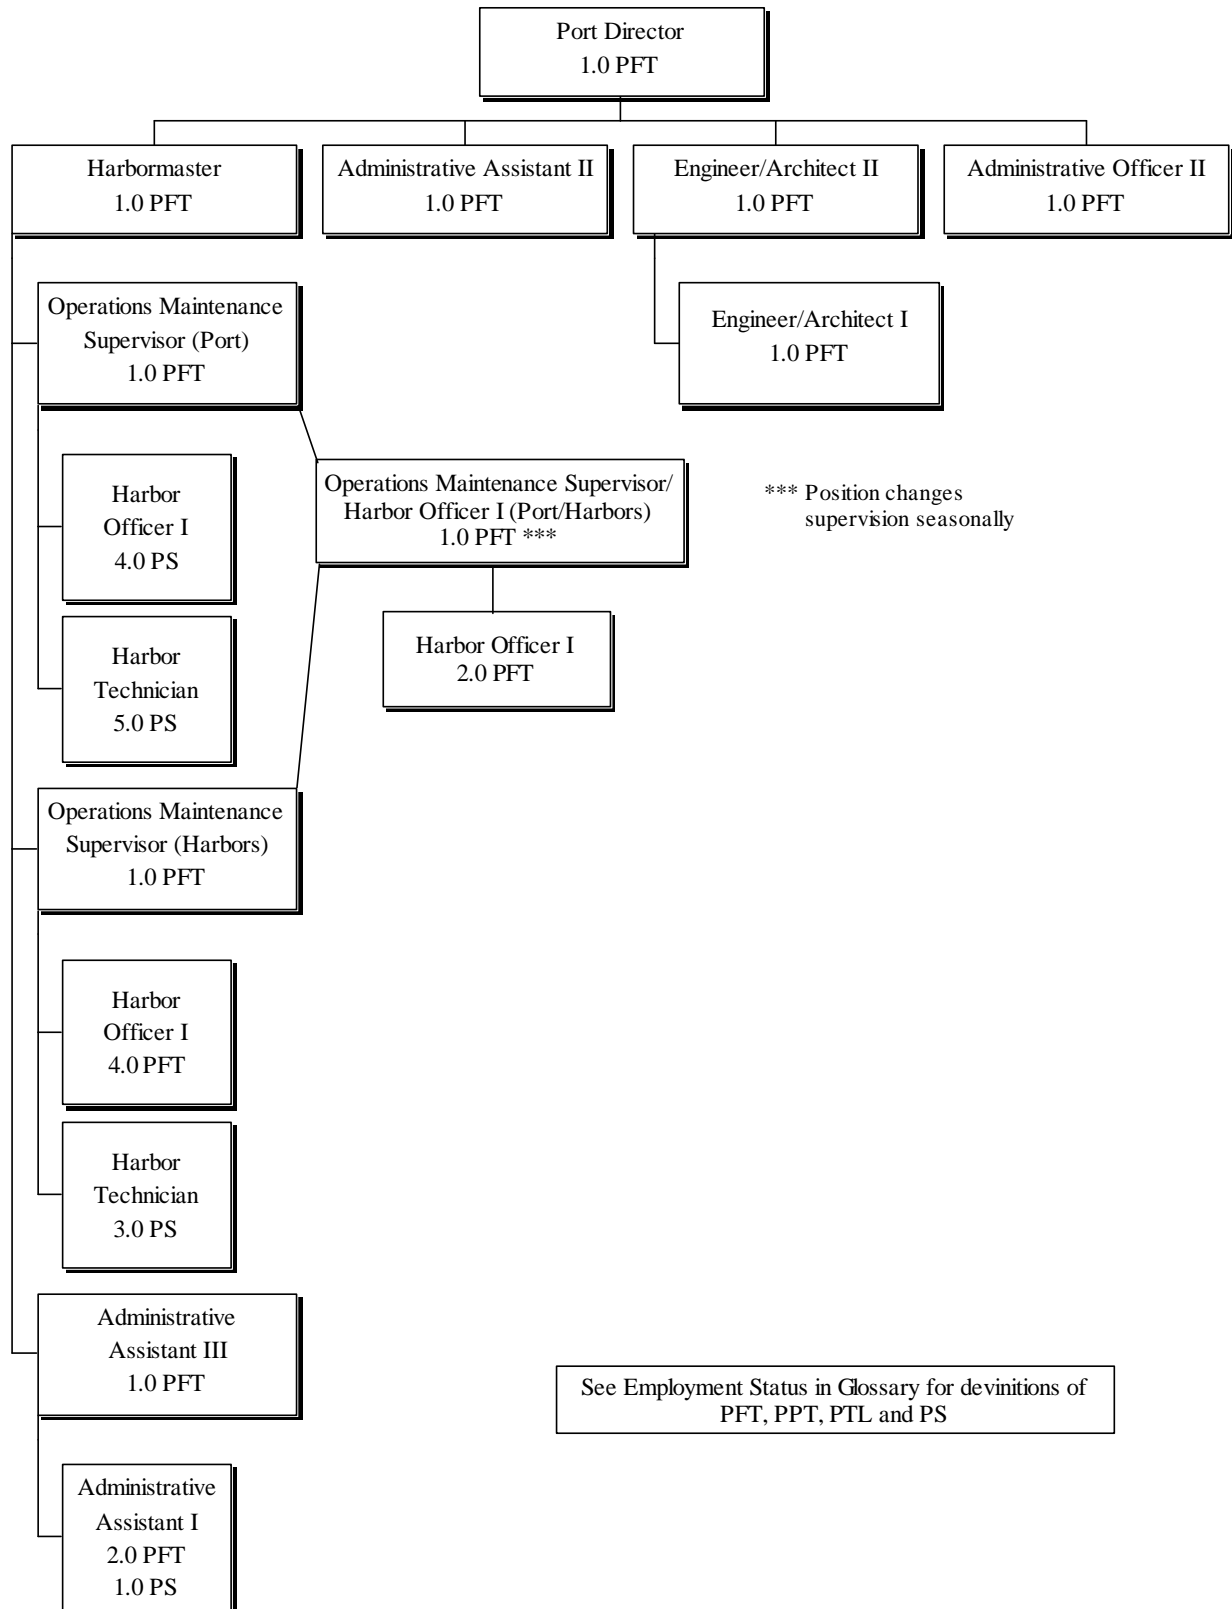 Port Director
1.0 PFT
Harbormaster
1.0 PFT
Administrative Assistant II
1.0 PFT
Engineer/Architect II
1.0 PFT
Administrative Officer II
1.0 PFT
Operations Maintenance
Supervisor (Port)
1.0 PFT
Engineer/Architect I
1.0 PFT
Harbor
Officer I
4.0 PS
Operations Maintenance Supervisor/
Harbor Officer I (Port/Harbors)
1.0 PFT ***
*** Position changes
supervision seasonally
Harbor Officer I
2.0 PFT
Harbor
Technician
5.0 PS
Operations Maintenance
Supervisor (Harbors)
1.0 PFT
Harbor
Officer I
4.0 PFT
Harbor
Technician
3.0 PS
Administrative
Assistant III
1.0 PFT
See Employment Status in Glossary for devinitions of
PFT, PPT, PTL and PS
Administrative
Assistant I
2.0 PFT
1.0 PS